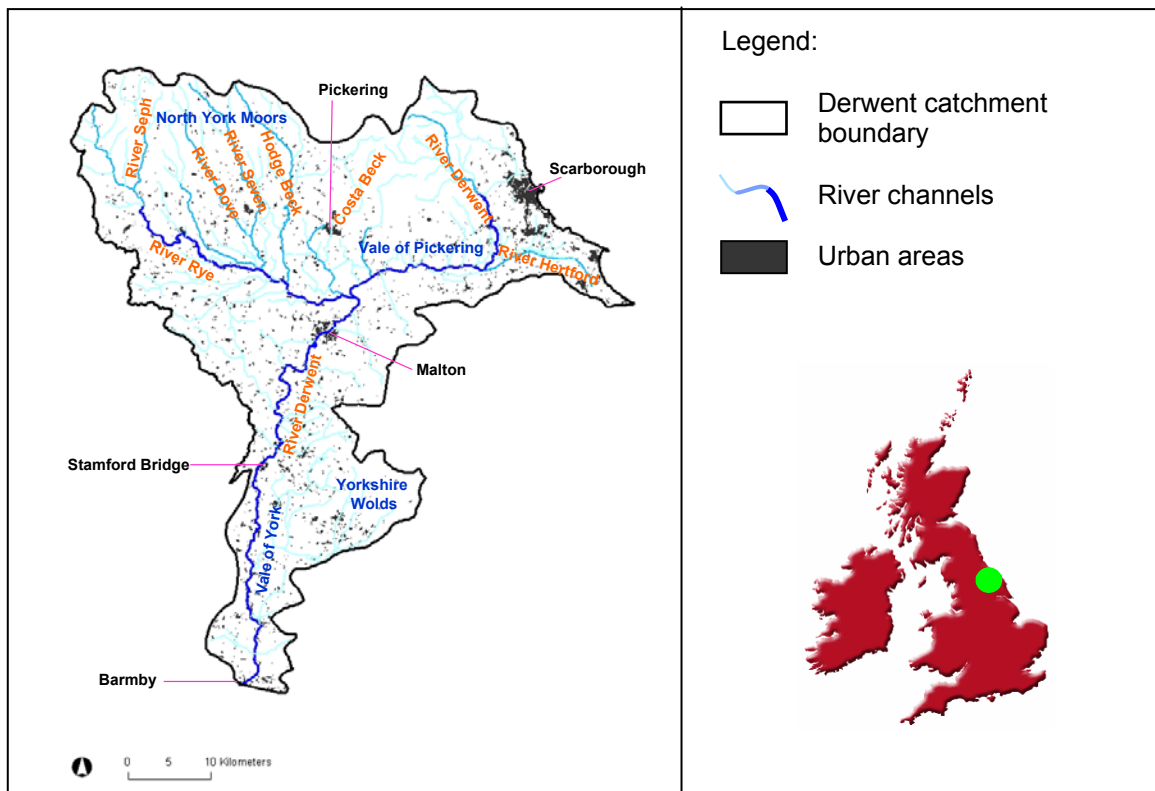 Pickering
North York Moors
River Seph
River Dove
River Seven
Hodge Beck
Costa Beck
River Derwent
Scarborough
Vale of Pickering
River Hertford
River Rye
Malton
River Derwent
Stamford Bridge
Yorkshire
Wolds
Vale of York
Barmby
0 5 10 Kilometers
Legend:
Derwent catchment
boundary
River channels
Urban areas